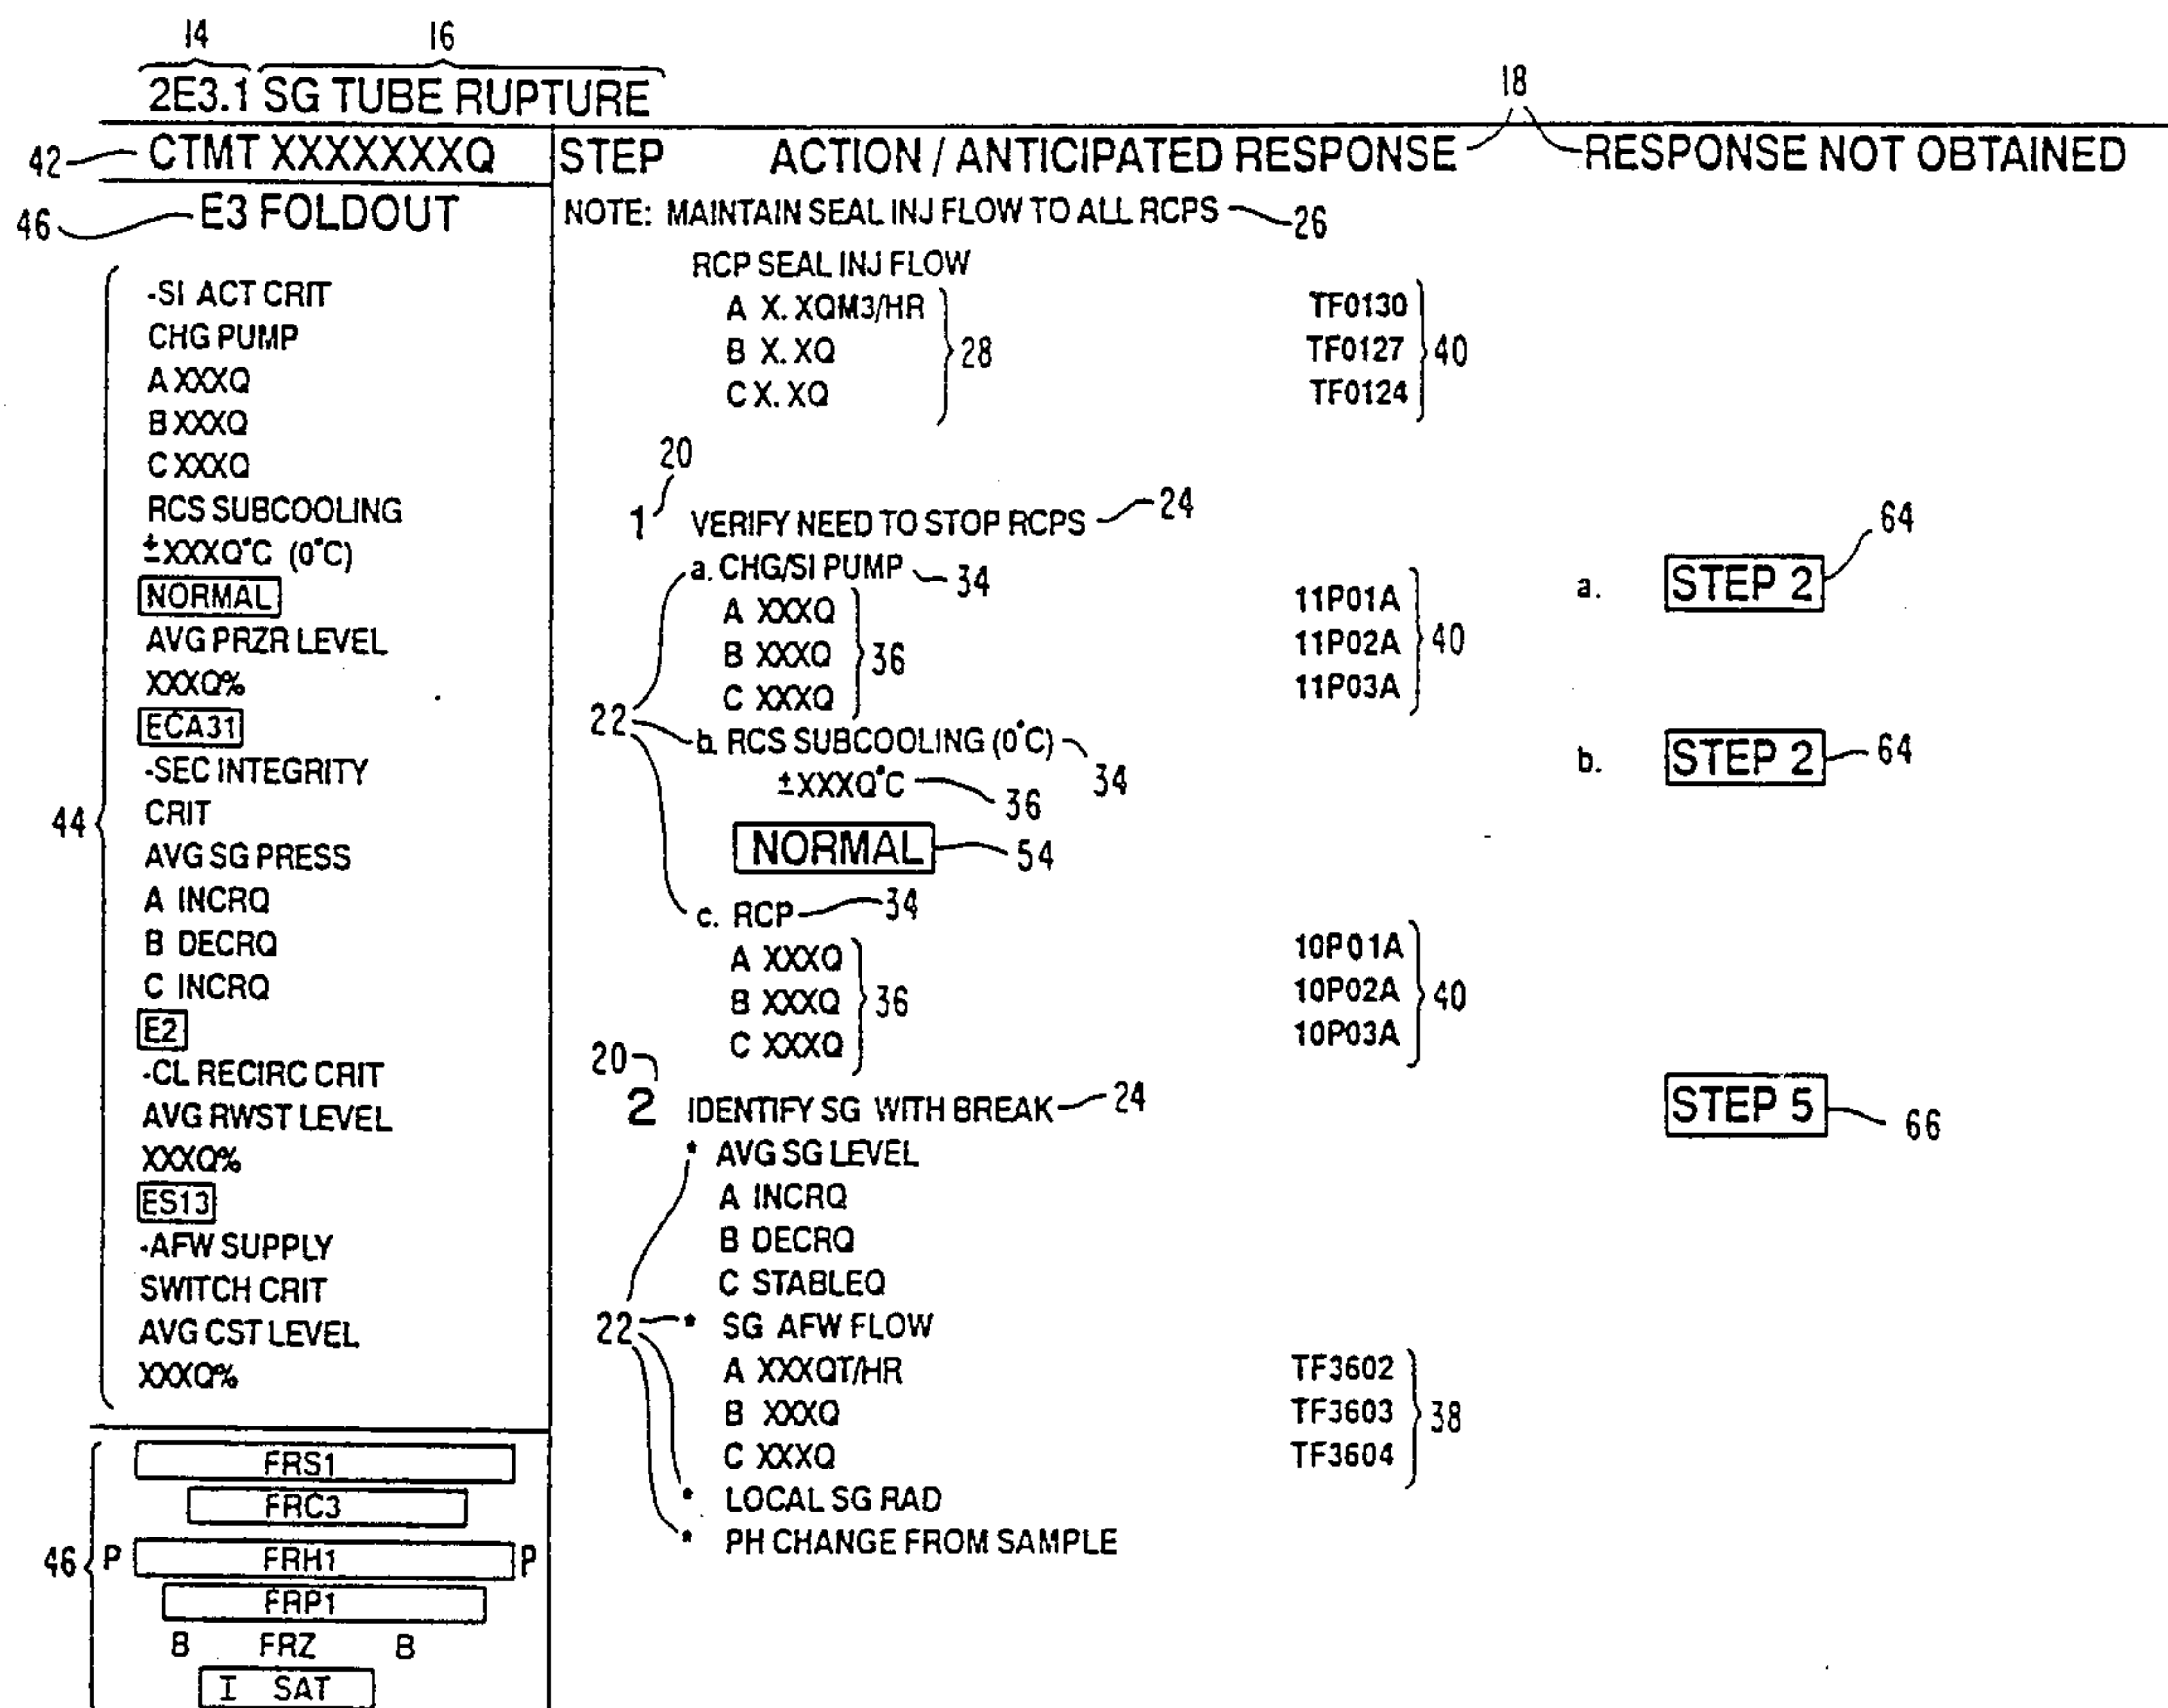 14 16
2E3.1 SG TUBE RUPTURE
18
42 CTMT XXXXXXXQ
STEP ACTION / ANTICIPATED RESPONSE RESPONSE NOT OBTAINED
46 E3 FOLDOUT
44
-SI ACT CRIT
CHG PUMP
A XXXQ
B XXXQ
C XXXQ
RCS SUBCOOLING
±XXXQ°C (0°C)
NORMAL
AVG PRZR LEVEL
XXXQ%
ECA31
-SEC INTEGRITY
CRIT
AVG SG PRESS
A INCRQ
B DECRQ
C INCRQ
E2
-CL RECIRC CRIT
AVG RWST LEVEL
XXXQ%
ES13
-AFW SUPPLY
SWITCH CRIT
AVG CST LEVEL
XXXQ%
46
FRS1
FRC3
P FRH1 P
FRP1
B FRZ B
I SAT
NOTE: MAINTAIN SEAL INJ FLOW TO ALL RCPS 26
RCP SEAL INJ FLOW
A X. XQM3/HR TF0130
B X. XQ 28 TF0127 40
C X. XQ TF0124
20
1 VERIFY NEED TO STOP RCPS 24
64
a. CHG/SI PUMP 34 a. STEP 2
A XXXQ 11P01A
B XXXQ 36 11P02A 40
C XXXQ 11P03A
22
b. RCS SUBCOOLING (0°C) 34 b. STEP 2 64
±XXXQ°C 36
NORMAL 54
c. RCP 34
A XXXQ 10P01A
B XXXQ 36 10P02A 40
C XXXQ 10P03A
20
2 IDENTIFY SG WITH BREAK 24 STEP 5 66
* AVG SG LEVEL
A INCRQ
B DECRQ
C STABLEQ
22 * SG AFW FLOW
A XXXQT/HR TF3602
B XXXQ TF3603 38
C XXXQ TF3604
* LOCAL SG RAD
* PH CHANGE FROM SAMPLE